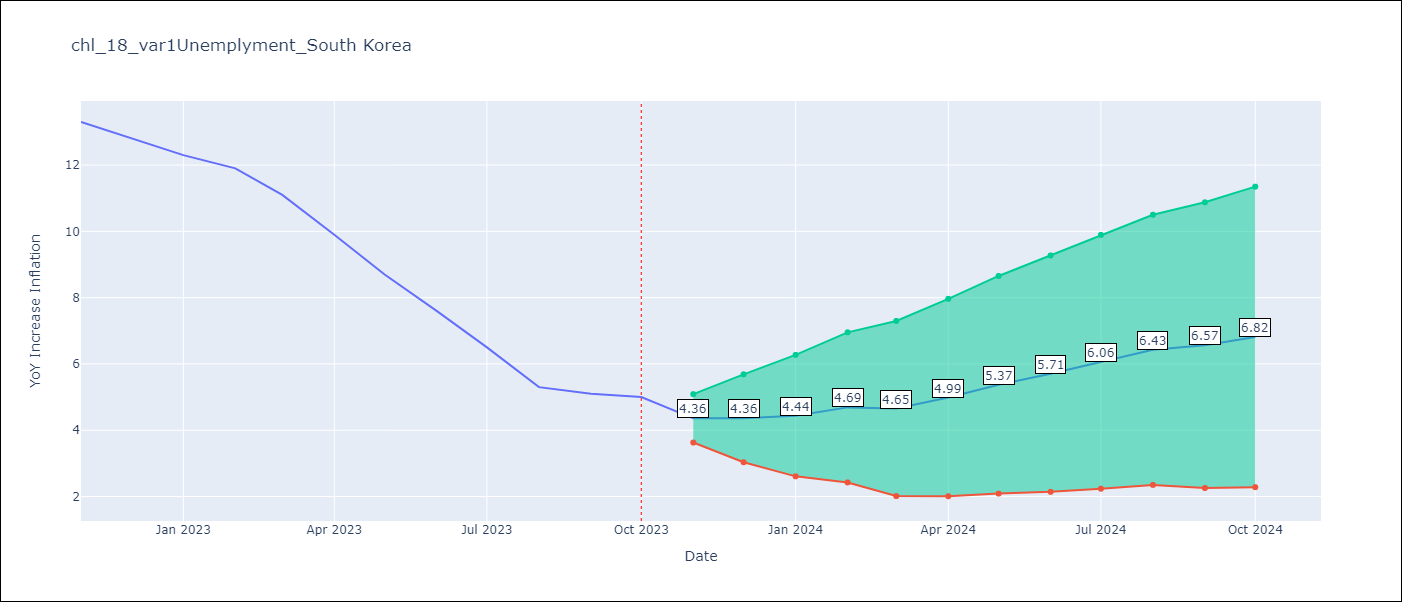 chl_18_var1Unemplyment_South Korea
YoY Increase Inflation
12
10
8
6
4
2
4.36
4.36
4.44
4.69
4.65
4.99
5.37
5.71
6.06
6.43
6.57
6.82
Jan 2023
Apr 2023
Jul 2023
Oct 2023
Jan 2024
Apr 2024
Jul 2024
Oct 2024
Date